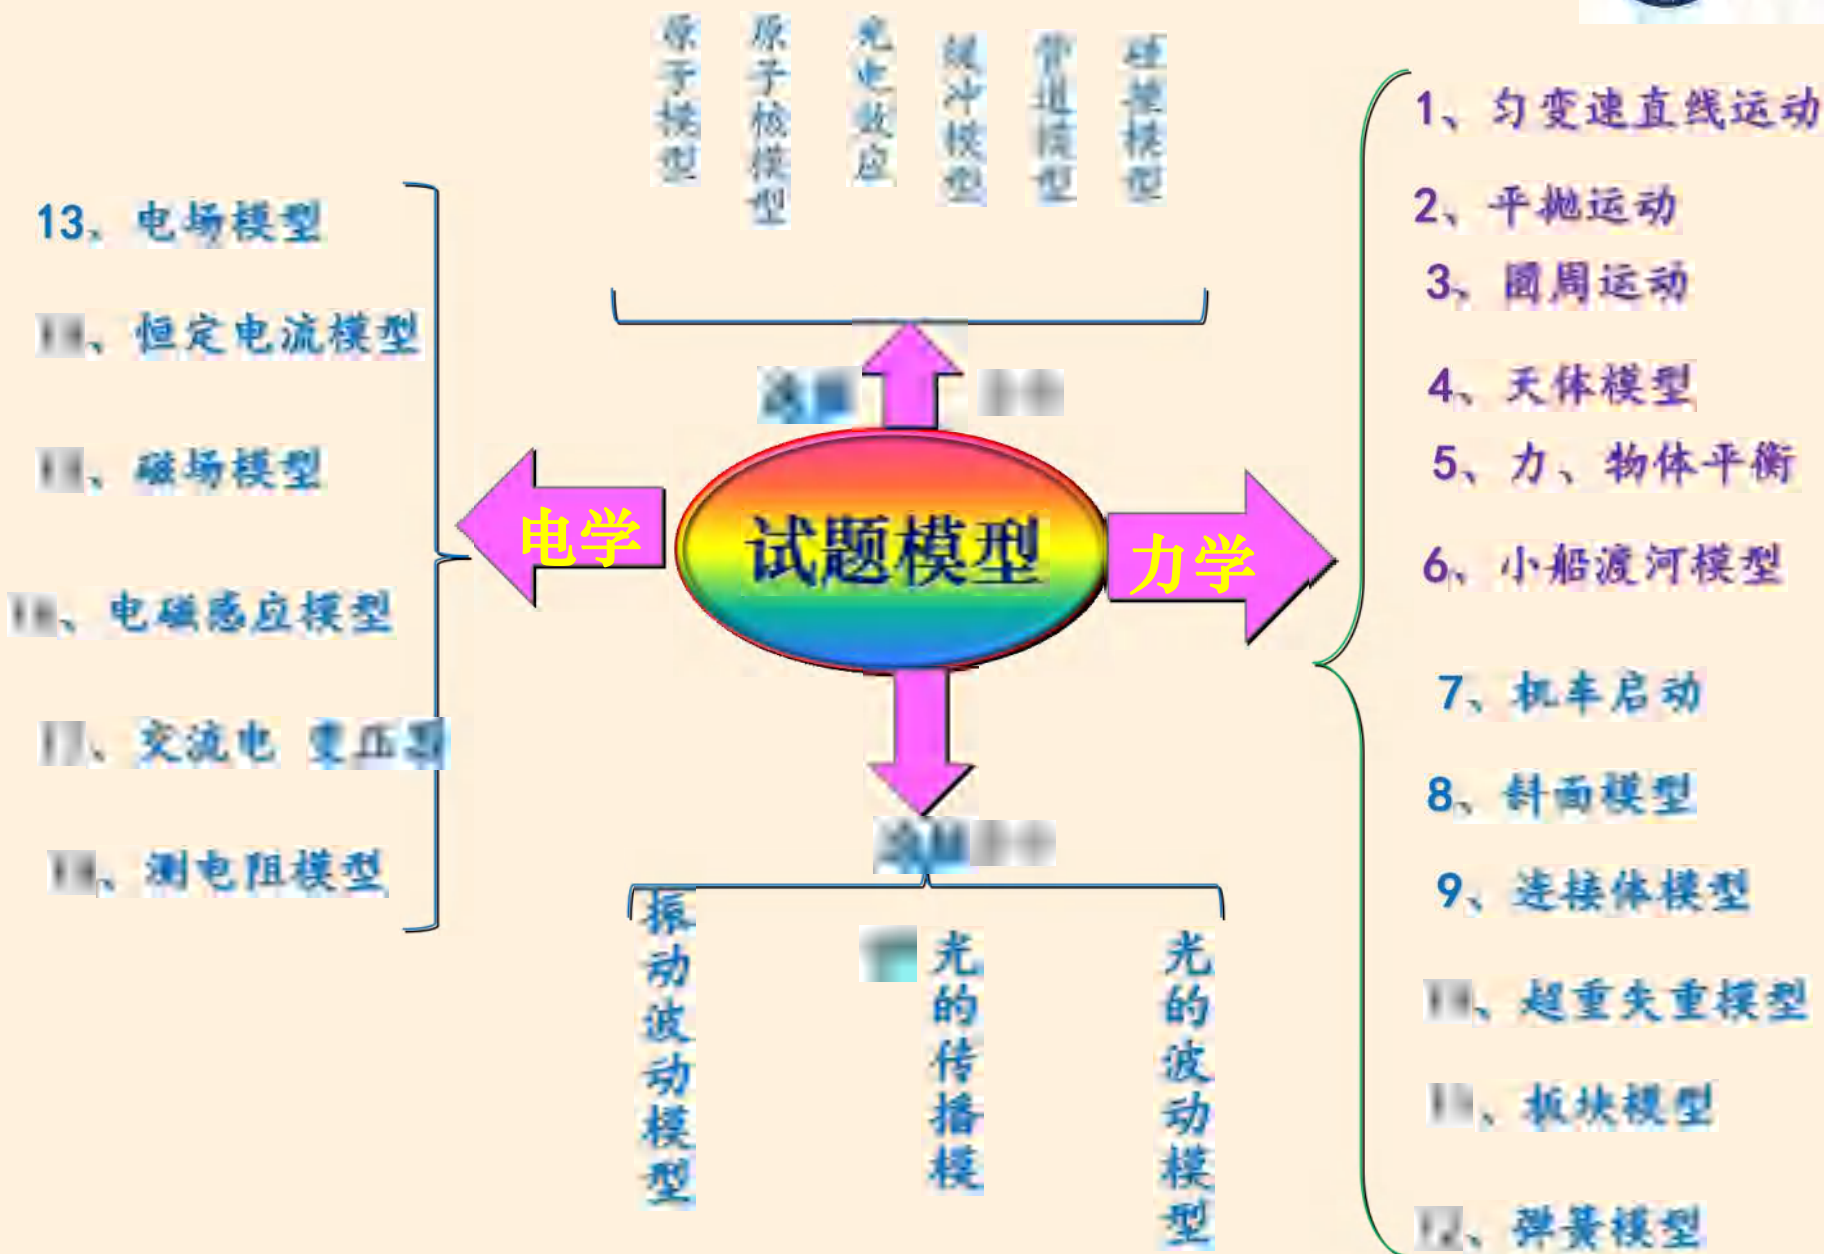 原子模型
原子核模型
光电效应
缓冲模型
管道模型
碰撞模型
13、电场模型
、恒定电流模型
、磁场模型
、电磁感应模型
、交流电 变压器
、测电阻模型
电学
试题模型
力学
1、匀变速直线运动
2、平抛运动
3、圆周运动
4、天体模型
5、力、物体平衡
6、小船渡河模型
7、机车启动
8、斜面模型
9、连接体模型
、超重失重模型
、板块模型
12、弹簧模型
振动波动模型
光的传播模
光的波动模型